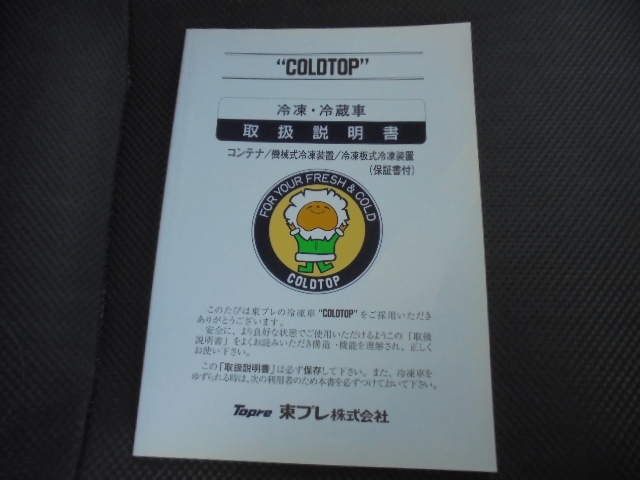 “COLDTOP”
冷凍・冷蔵車
取扱説明書
コンテナ/機械式冷凍装置/冷凍板式冷凍装置
(保証書付)
FOR YOUR FRESH & COLD
COLDTOP
このたびは東プレの冷凍車“COLDTOP”をご採用いただき
ありがとうございます。
安全に、より良好な状態でご使用いただけるようこの「取扱
説明書」をよくお読みいただき構造・機能を理解され、正しく
お使い下さい。
この「取扱説明書」は必ず保存して下さい。また、冷凍車を
ゆずられる時は、次の利用者のため本書を必ずつけておいて下さい。
Topre 東プレ株式会社